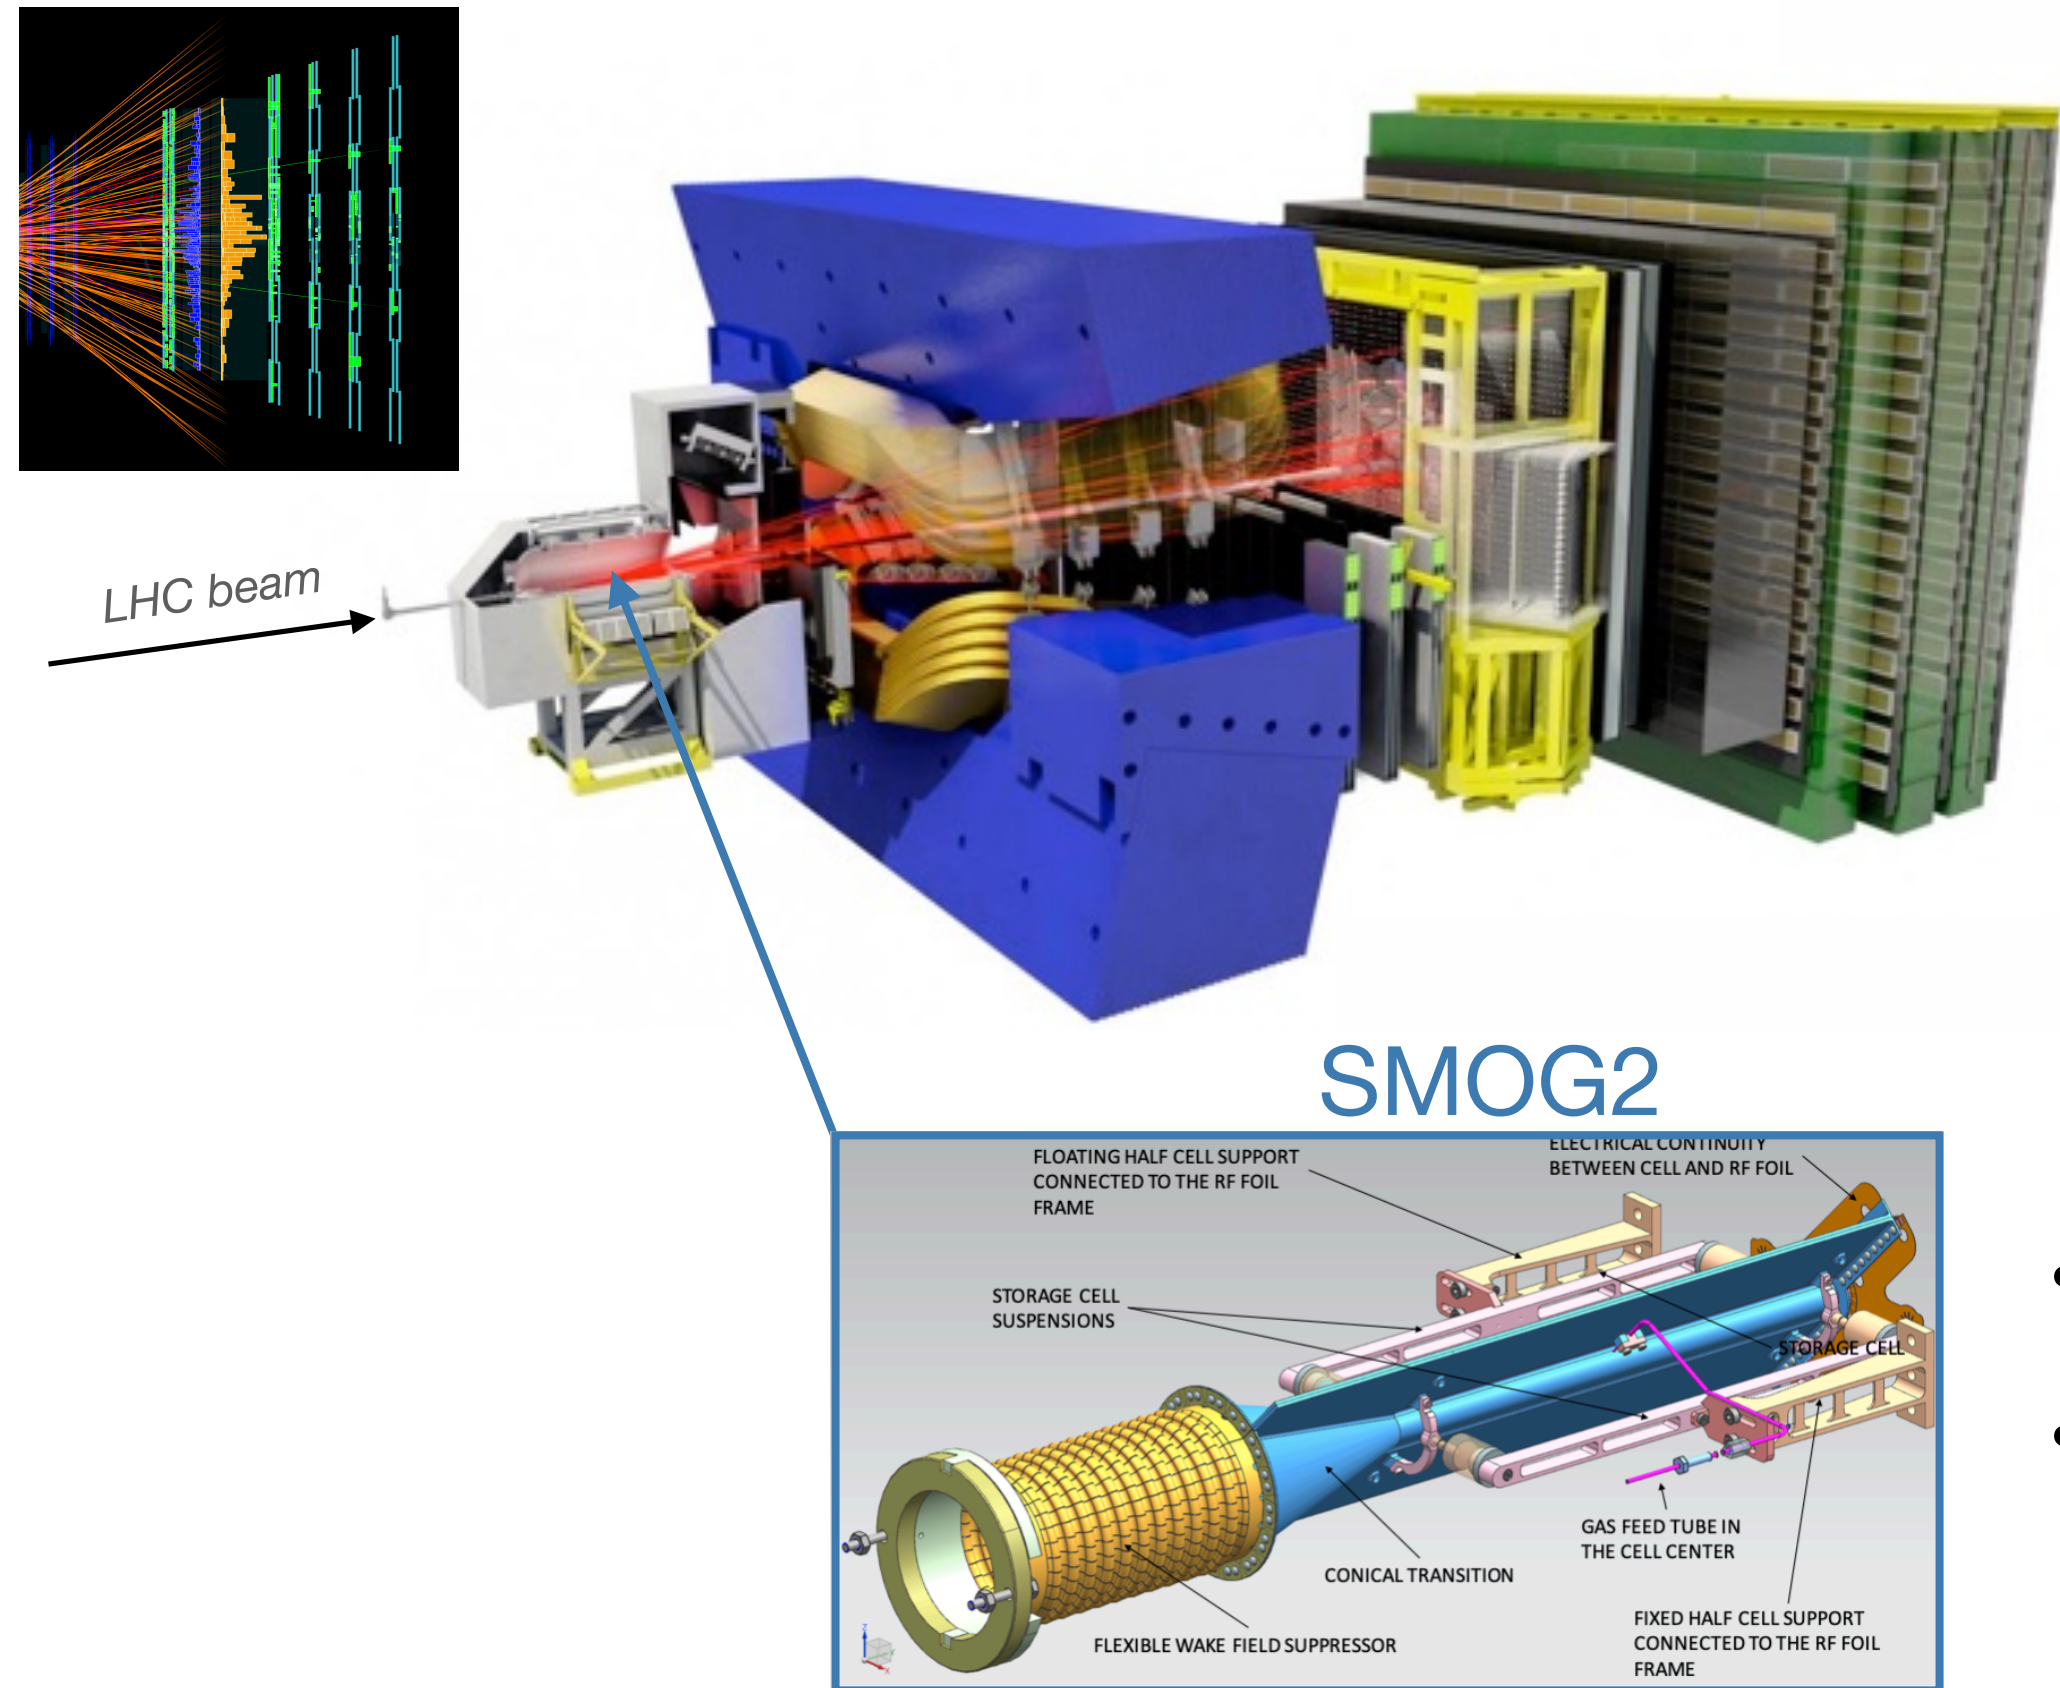 LHC beam
SMOG2
FLOATING HALF CELL SUPPORT
CONNECTED TO THE RF FOIL
FRAME
ELECTRICAL CONTINUITY
BETWEEN CELL AND RF FOIL
STORAGE CELL
SUSPENSIONS
STORAGE CELL
GAS FEED TUBE IN
THE CELL CENTER
CONICAL TRANSITION
FIXED HALF CELL SUPPORT
CONNECTED TO THE RF FOIL
FRAME
FLEXIBLE WAKE FIELD SUPPRESSOR
Z
Y
X